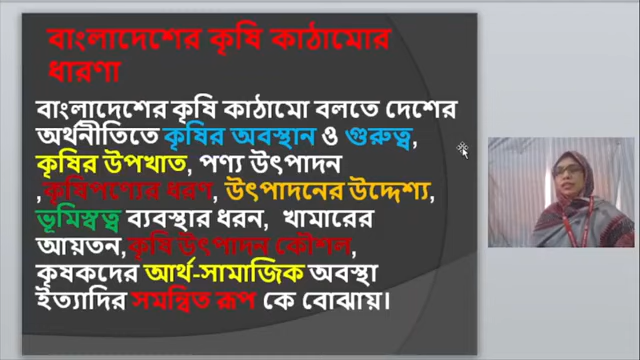 বাংলাদেশের কৃষি কাঠামোর
ধারণা
বাংলাদেশের কৃষি কাঠামো বলতে দেশের
অর্থনীতিতে কৃষির অবস্থান ও গুরুত্ব,
কৃষির উপখাত, পণ্য উৎপাদন
,কৃষিপণ্যের ধরণ, উৎপাদনের উদ্দেশ্য,
ভূমিস্বত্ব ব্যবস্থার ধরন, খামারের
আয়তন,কৃষি উৎপাদন কৌশল,
কৃষকদের আর্থ-সামাজিক অবস্থা
ইত্যাদির সমন্বিত রূপ কে বোঝায়।